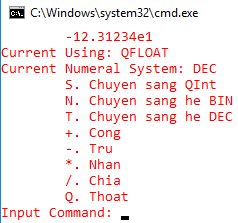 C:\Windows\system32\cmd.exe
-12.31234e1
Current Using: QFLOAT
Current Numeral System: DEC
S. Chuyen sang QInt
N. Chuyen sang he BIN
T. Chuyen sang he DEC
+. Cong
-. Tru
*. Nhan
/. Chia
Q. Thoat
Input Command: